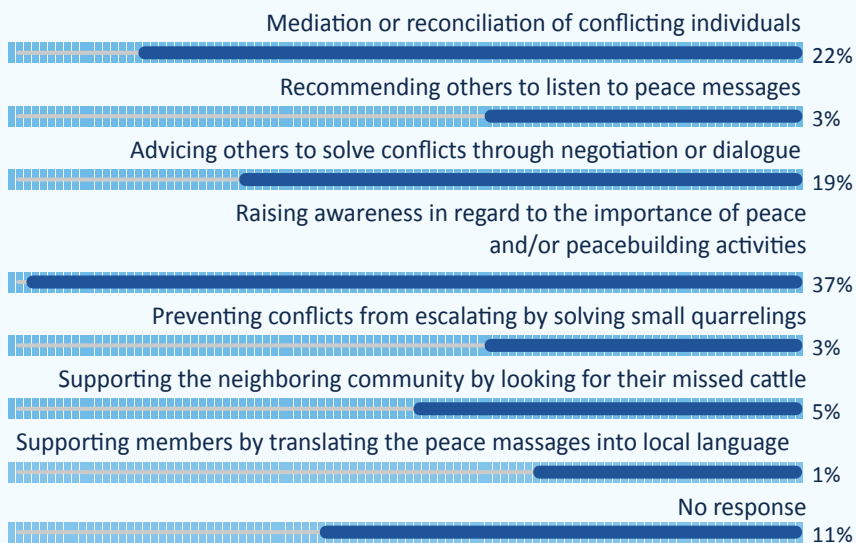 Mediation or reconciliation of conflicting individuals
22%
Recommending others to listen to peace messages
3%
Advicing others to solve conflicts through negotiation or dialogue
19%
Raising awareness in regard to the importance of peace
and/or peacebuilding activities
37%
Preventing conflicts from escalating by solving small quarrelings
3%
Supporting the neighboring community by looking for their missed cattle
5%
Supporting members by translating the peace massages into local language
1%
No response
11%